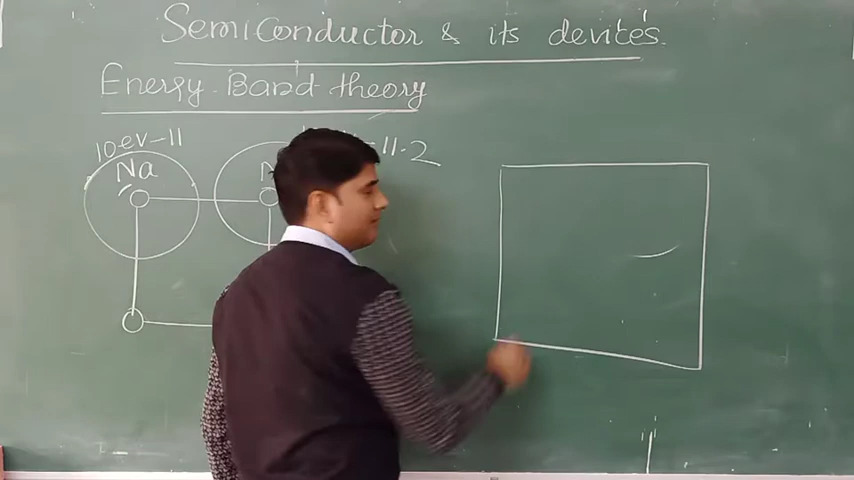 SemiConductor & its devices.
Energy Band theory
10ev-11
-11.2
Na
N